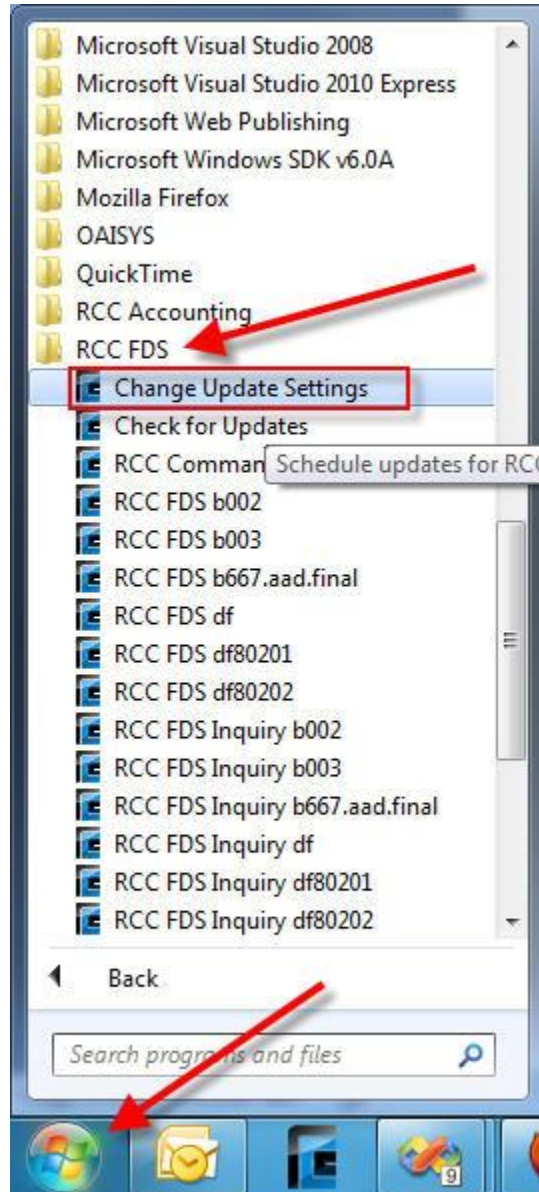 Microsoft Visual Studio 2008
Microsoft Visual Studio 2010 Express
Microsoft Web Publishing
Microsoft Windows SDK v6.0A
Mozilla Firefox
OAISYS
QuickTime
RCC Accounting
RCC FDS
Change Update Settings
Check for Updates
RCC Comman
Schedule updates for RCC
RCC FDS b002
RCC FDS b003
RCC FDS b667.aad.final
RCC FDS df
RCC FDS df80201
RCC FDS df80202
RCC FDS Inquiry b002
RCC FDS Inquiry b003
RCC FDS Inquiry b667.aad.final
RCC FDS Inquiry df
RCC FDS Inquiry df80201
RCC FDS Inquiry df80202
Back
Search programs and files
9